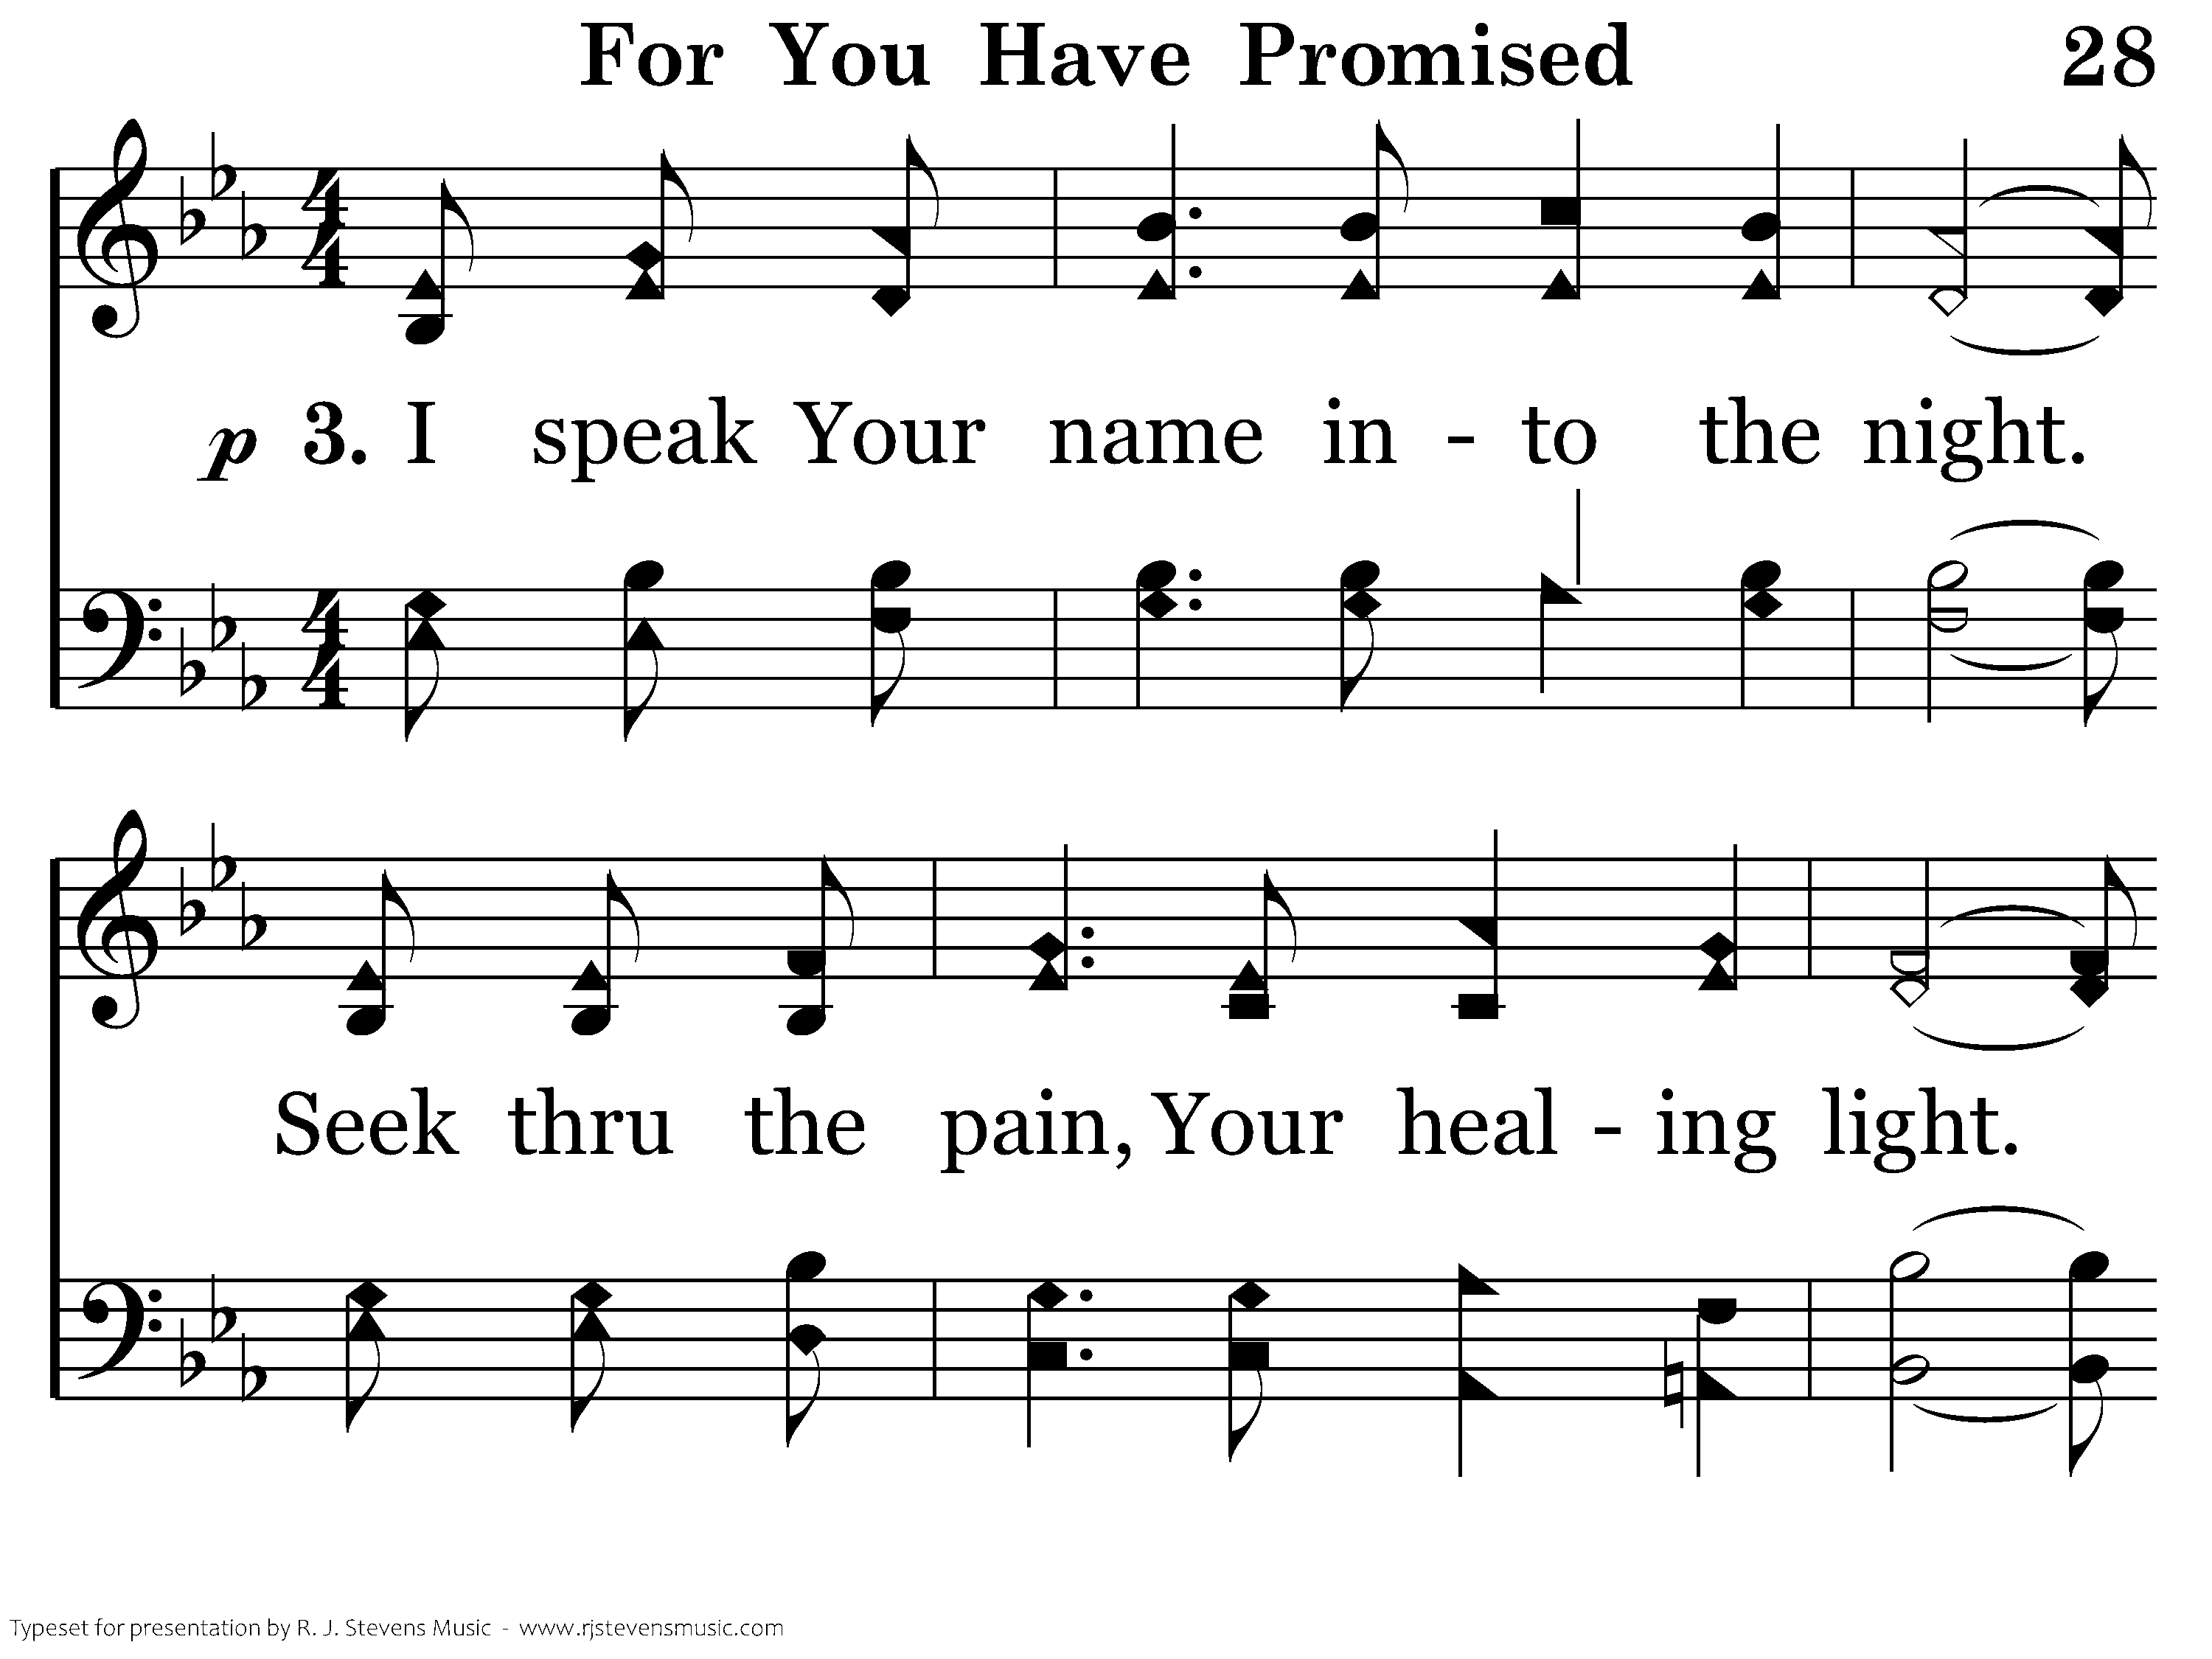 For You Have Promised 28
p 3. I speak Your name in - to the night.
Seek thru the pain, Your heal - ing light.
Typeset for presentation by R. J. Stevens Music - www.rjstevensmusic.com